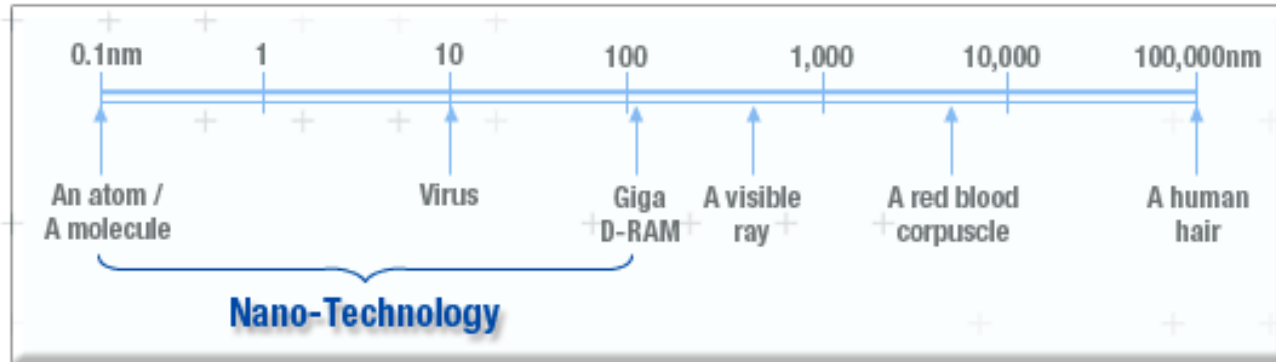 0.1nm 1 10 100 1,000 10,000 100,000nm
An atom /
A molecule
Virus
Giga
D-RAM
A visible
ray
A red blood
corpuscle
A human
hair
Nano-Technology